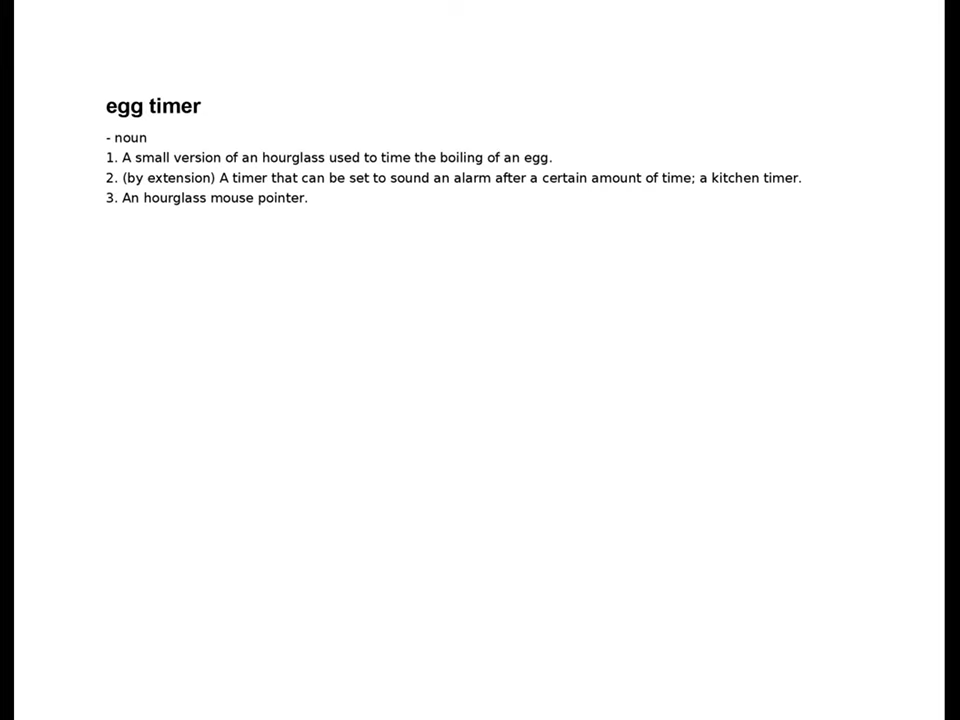 egg timer
- noun
1. A small version of an hourglass used to time the boiling of an egg.
2. (by extension) A timer that can be set to sound an alarm after a certain amount of time; a kitchen timer.
3. An hourglass mouse pointer.